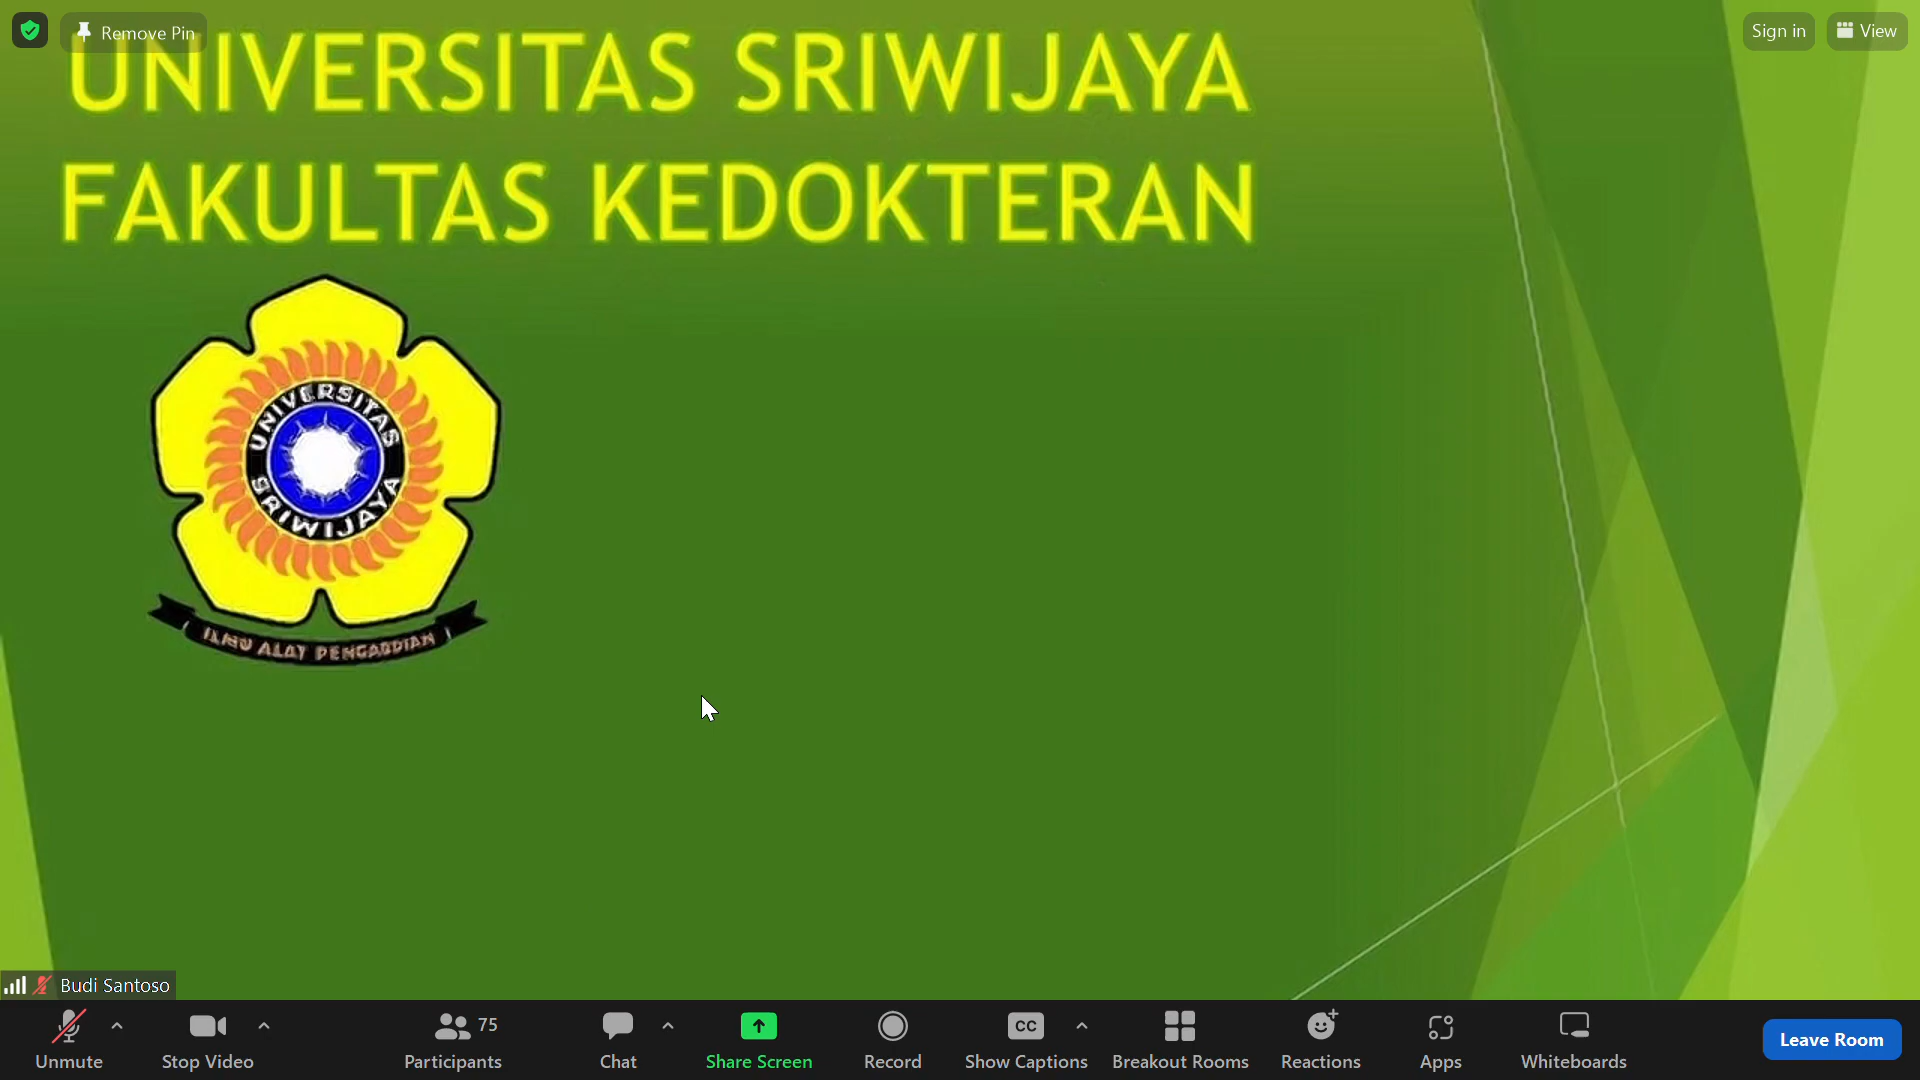 Remove Pin
Sign in
View
UNIVERSITAS SRIWIJAYA
FAKULTAS KEDOKTERAN
UNIVERSITAS
SRIWIJAYA
ILMU ALAT PENGABDIAN
Budi Santoso
75
CC
Unmute
Stop Video
Participants
Chat
Share Screen
Record
Show Captions
Breakout Rooms
Reactions
Apps
Whiteboards
Leave Room